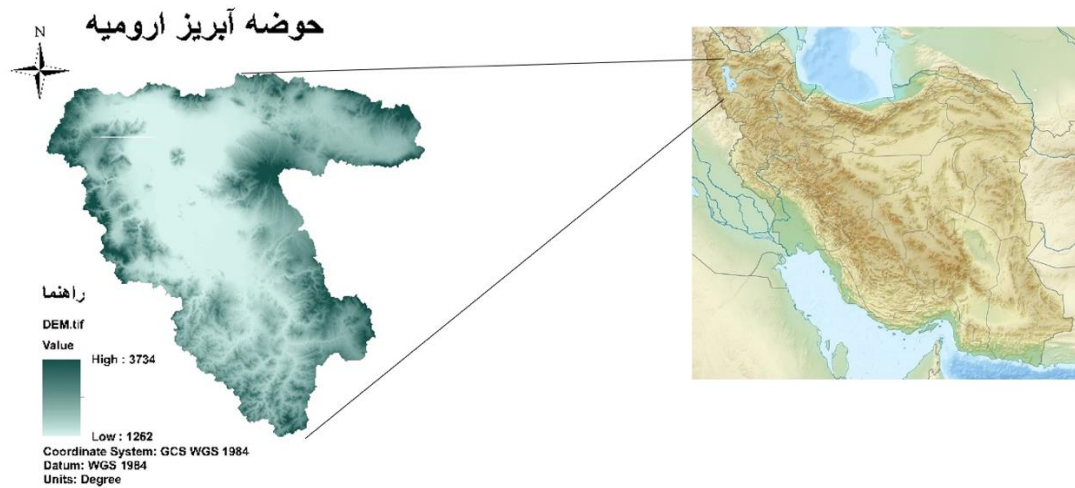 حوضه آبریز ارومیه
N
راهنما
DEM.tif
Value
High : 3734
Low : 1262
Coordinate System: GCS WGS 1984
Datum: WGS 1984
Units: Degree